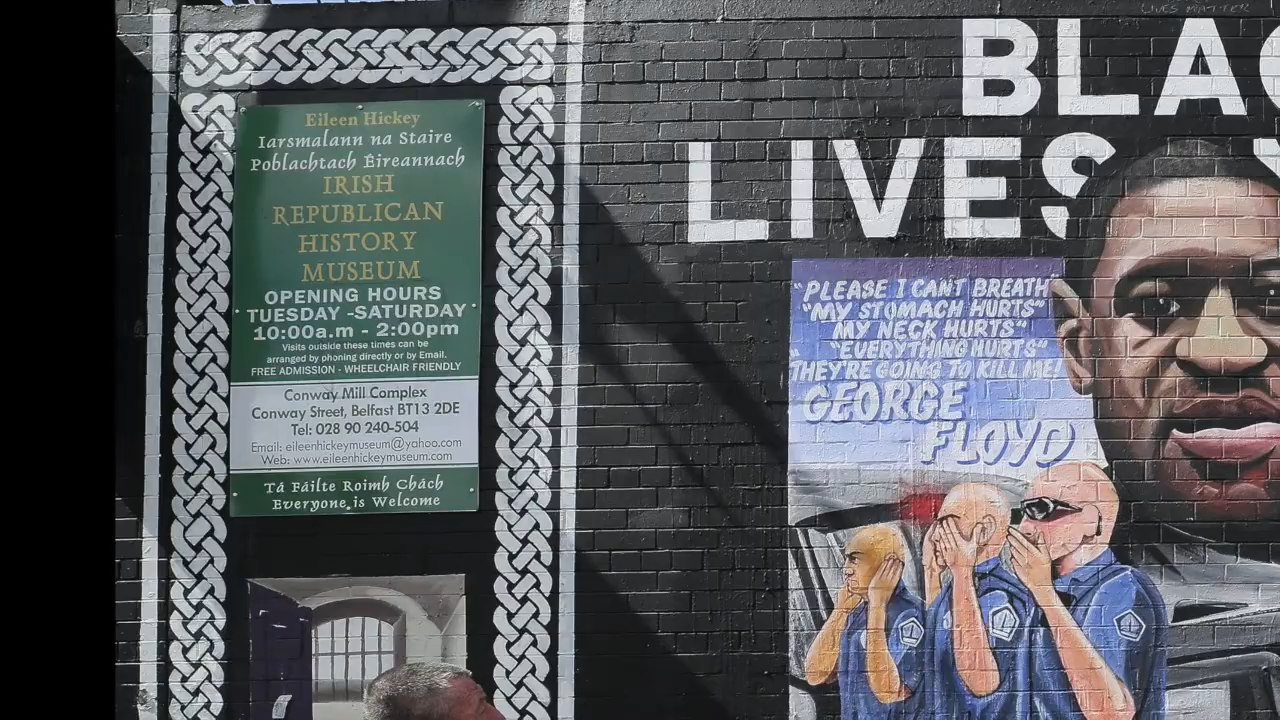 Eileen Hickey
Iarsmalann na Staire
Poblachtach Éireannach
IRISH
REPUBLICAN
HISTORY
MUSEUM
OPENING HOURS
TUESDAY -SATURDAY
10:00a.m - 2:00pm
Visits outside these times can be
arranged by phoning directly or by Email.
FREE ADMISSION - WHEELCHAIR FRIENDLY
Conway Mill Complex
Conway Street, Belfast BT13 2DE
Tel: 028 90 240-504
Email: eileenhickeymuseum@yahoo.com
Web: www.eileenhickeymuseum.com
Tá Fáilte Roimh Chách
Everyone is Welcome
LIVES MATTER
BLAC
LIVES
"PLEASE I CAN'T BREATH"
"MY STOMACH HURTS"
MY NECK HURTS"
"EVERYTHING HURTS"
THEY'RE GOING TO KILL ME!
GEORGE
FLOYD